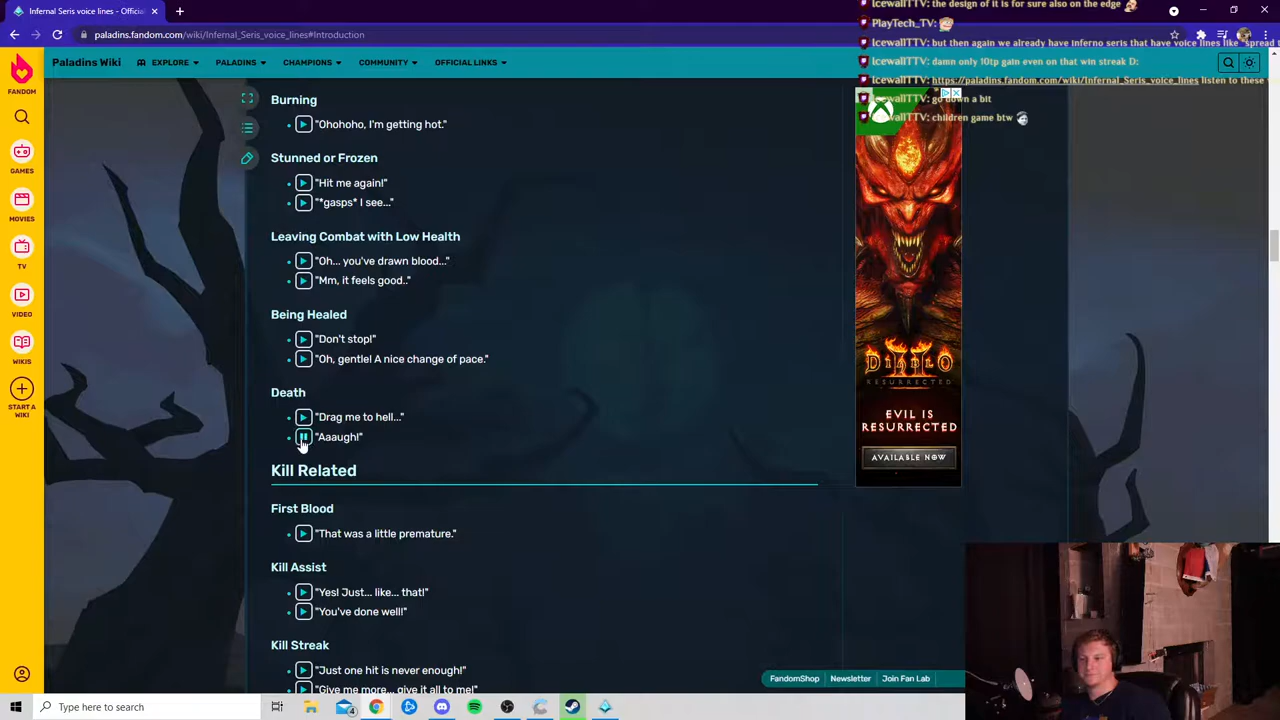 Infernal Seris voice lines - Offici
paladins.fandom.com/wiki/Infernal_Seris_voice_lines#Introduction
IcewallTTV: the design of it is for sure also on the edge
PlayTech_TV:
IcewallTTV: but then again we already have inferno seris that have voice lines like "spread
IcewallTTV: damn only 10tp gain even on that win streak D:
IcewallTTV: https://paladins.fandom.com/wiki/Infernal_Seris_voice_lines listen to these
IcewallTTV: go down a bit
IcewallTTV: children game btw
Paladins Wiki
EXPLORE
PALADINS
CHAMPIONS
COMMUNITY
OFFICIAL LINKS
FANDOM
GAMES
MOVIES
TV
VIDEO
WIKIS
START A
WIKI
Burning
"Ohohoho, I'm getting hot."
Stunned or Frozen
"Hit me again!"
"*gasps* I see..."
Leaving Combat with Low Health
"Oh... you've drawn blood..."
"Mm, it feels good.."
Being Healed
"Don't stop!"
"Oh, gentle! A nice change of pace."
Death
"Drag me to hell..."
"Aaaugh!"
Kill Related
First Blood
"That was a little premature."
Kill Assist
"Yes! Just... like... that!"
"You've done well!"
Kill Streak
"Just one hit is never enough!"
"Give me more... give it all to me!"
XBOX
DIABLO
II
RESURRECTED
EVIL IS
RESURRECTED
AVAILABLE NOW
FandomShop
Newsletter
Join Fan Lab
Type here to search